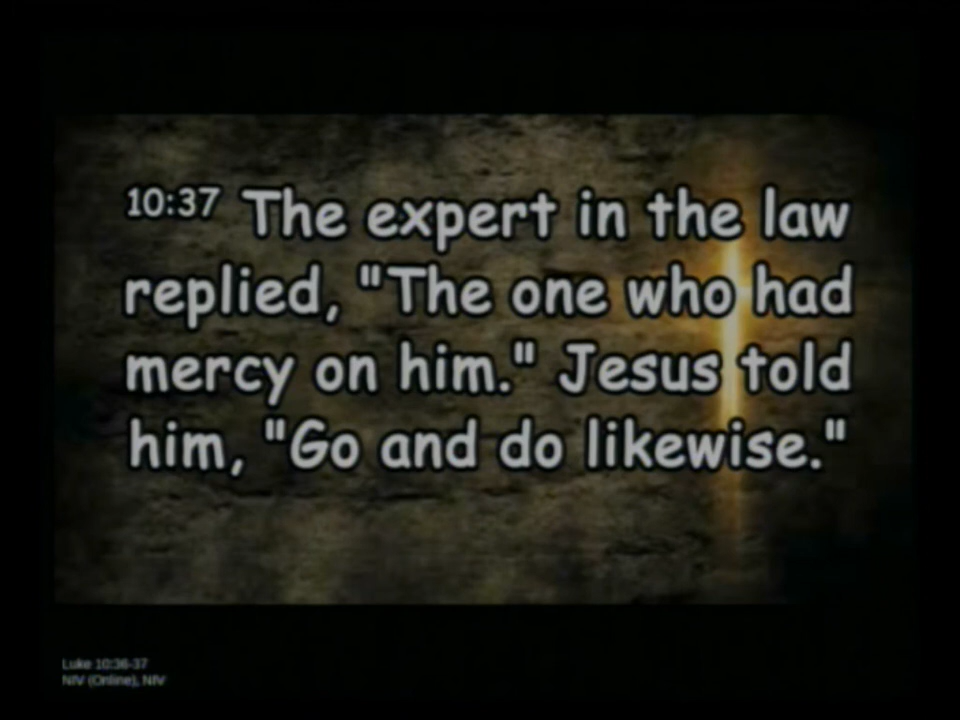 10:37 The expert in the law
replied, "The one who had
mercy on him." Jesus told
him, "Go and do likewise."
Luke 10:36-37
NIV (Online), NIV